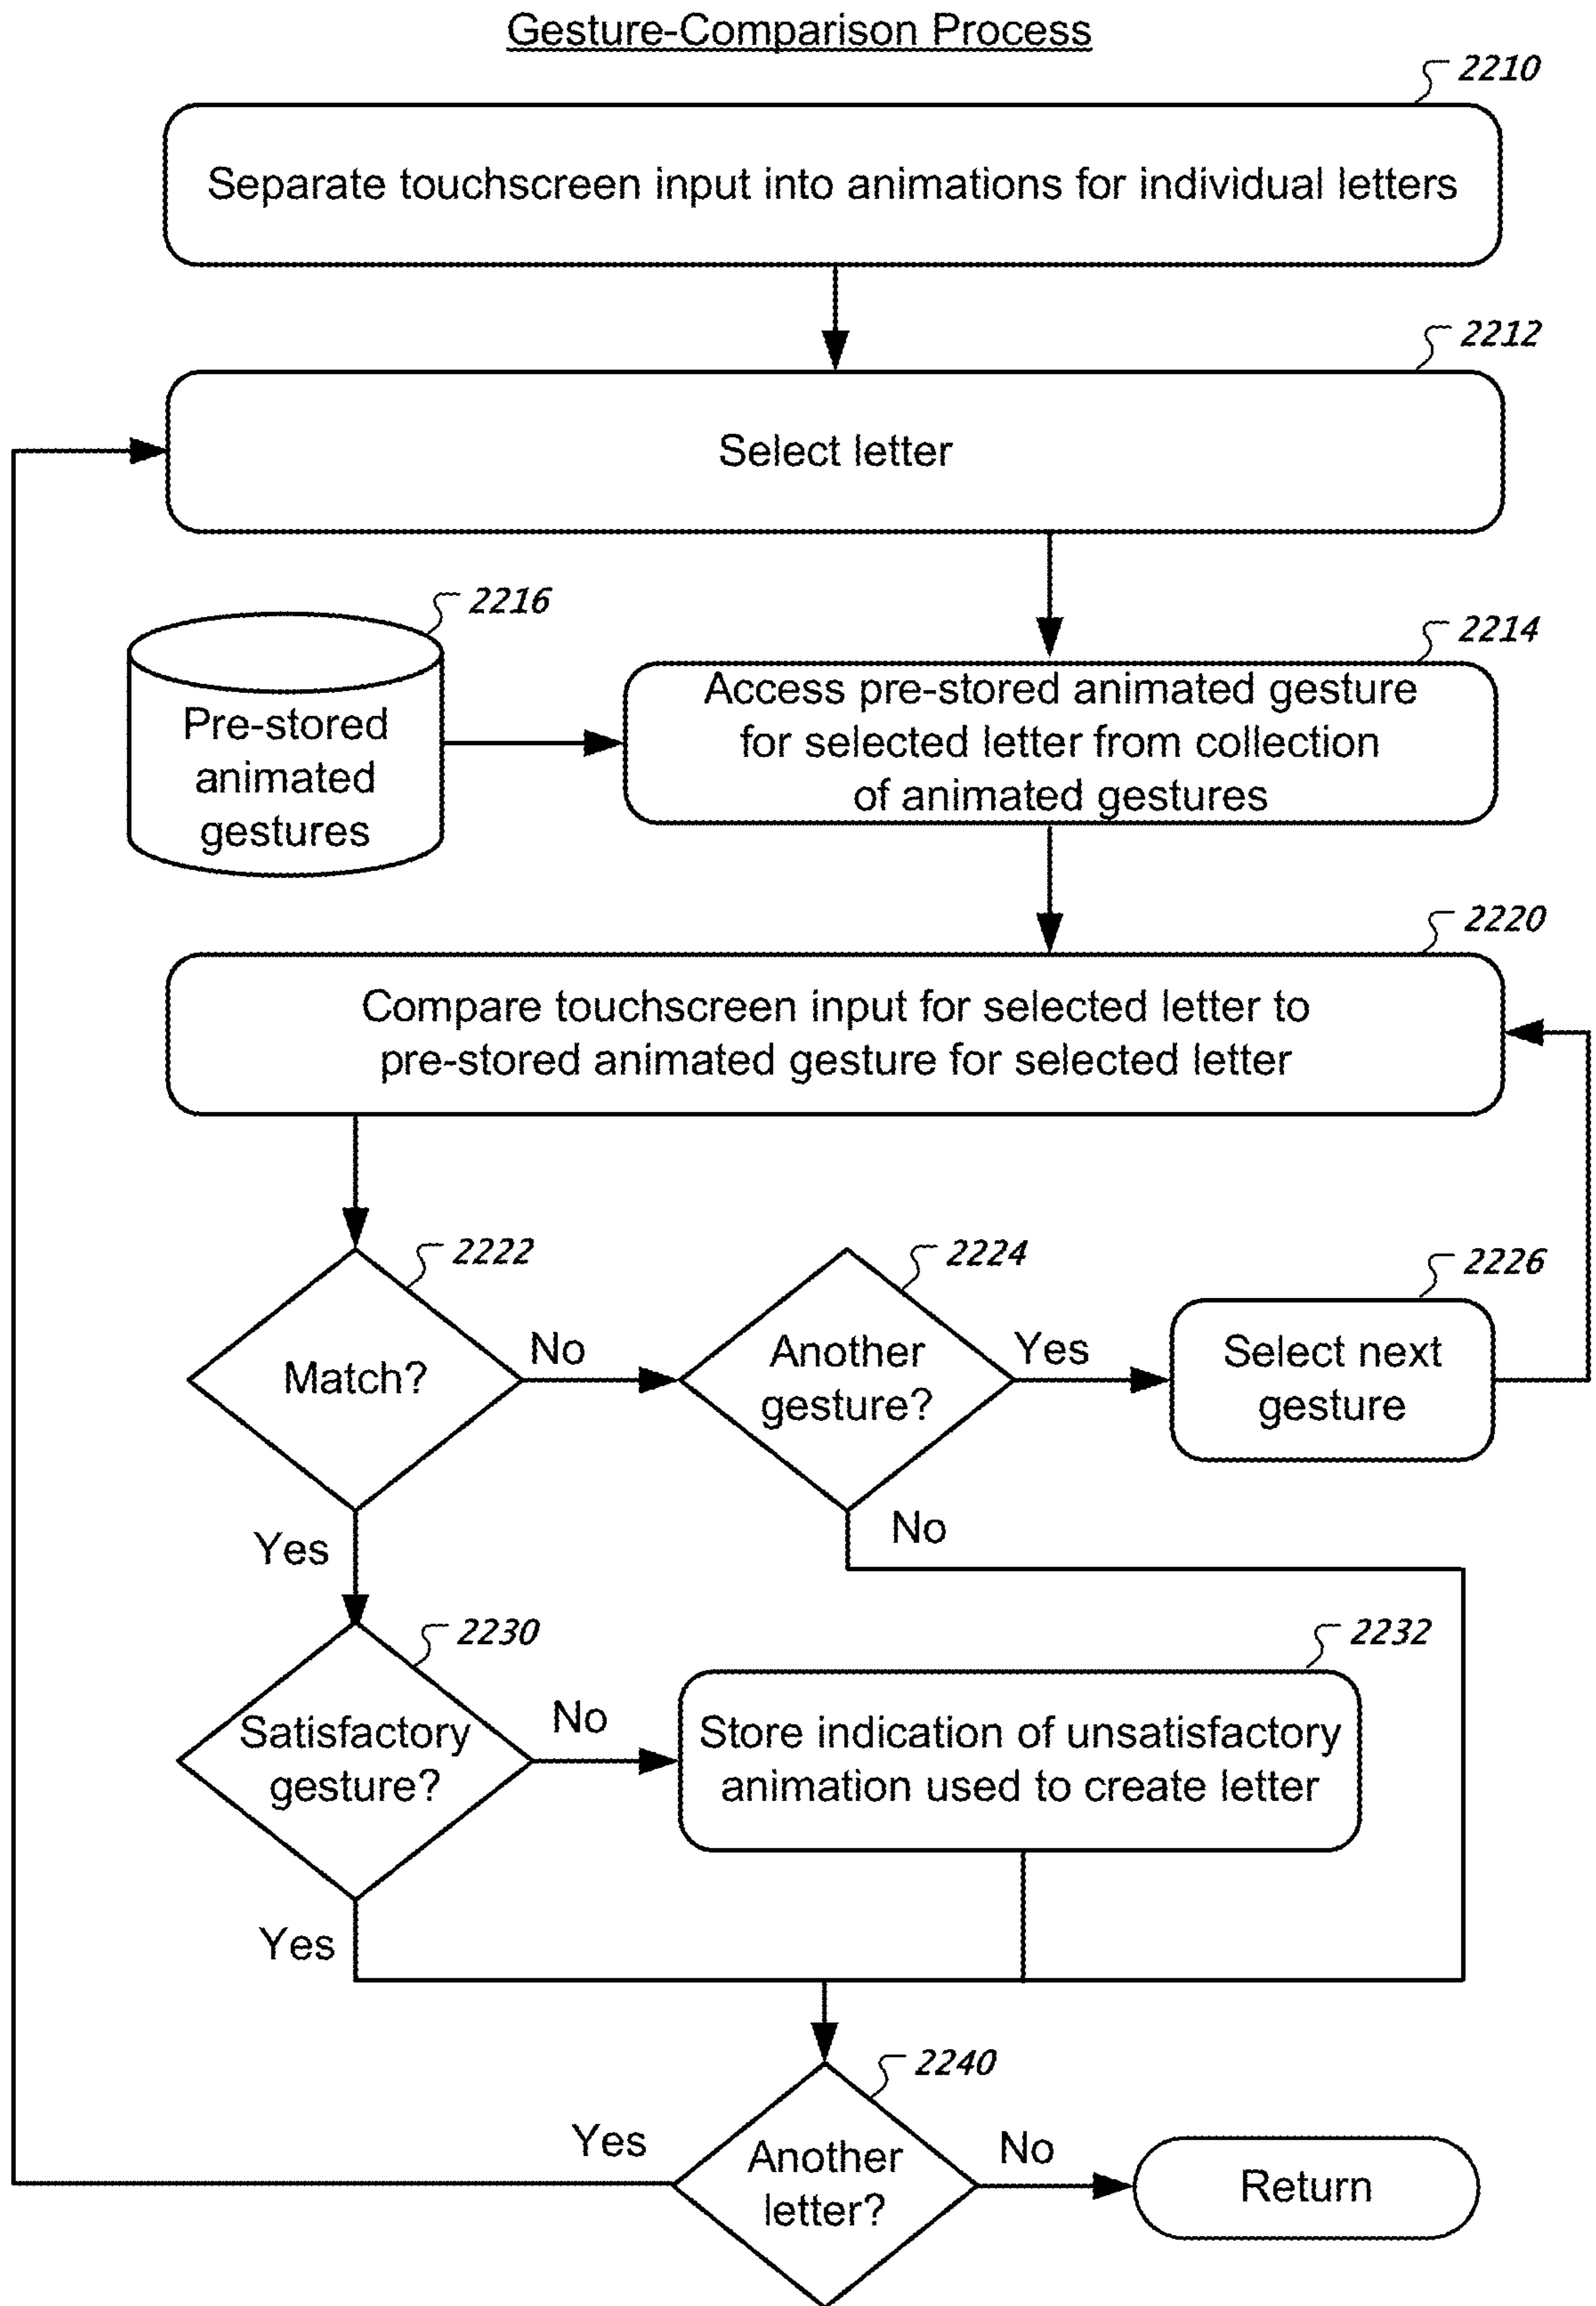 Gesture-Comparison Process
2210
Separate touchscreen input into animations for individual letters
2212
Select letter
2216
Pre-stored
animated
gestures
2214
Access pre-stored animated gesture
for selected letter from collection
of animated gestures
2220
Compare touchscreen input for selected letter to
pre-stored animated gesture for selected letter
2222
Match?
No
2224
Another
gesture?
Yes
2226
Select next
gesture
Yes
No
2230
Satisfactory
gesture?
No
2232
Store indication of unsatisfactory
animation used to create letter
Yes
2240
Another
letter?
Yes
No
Return